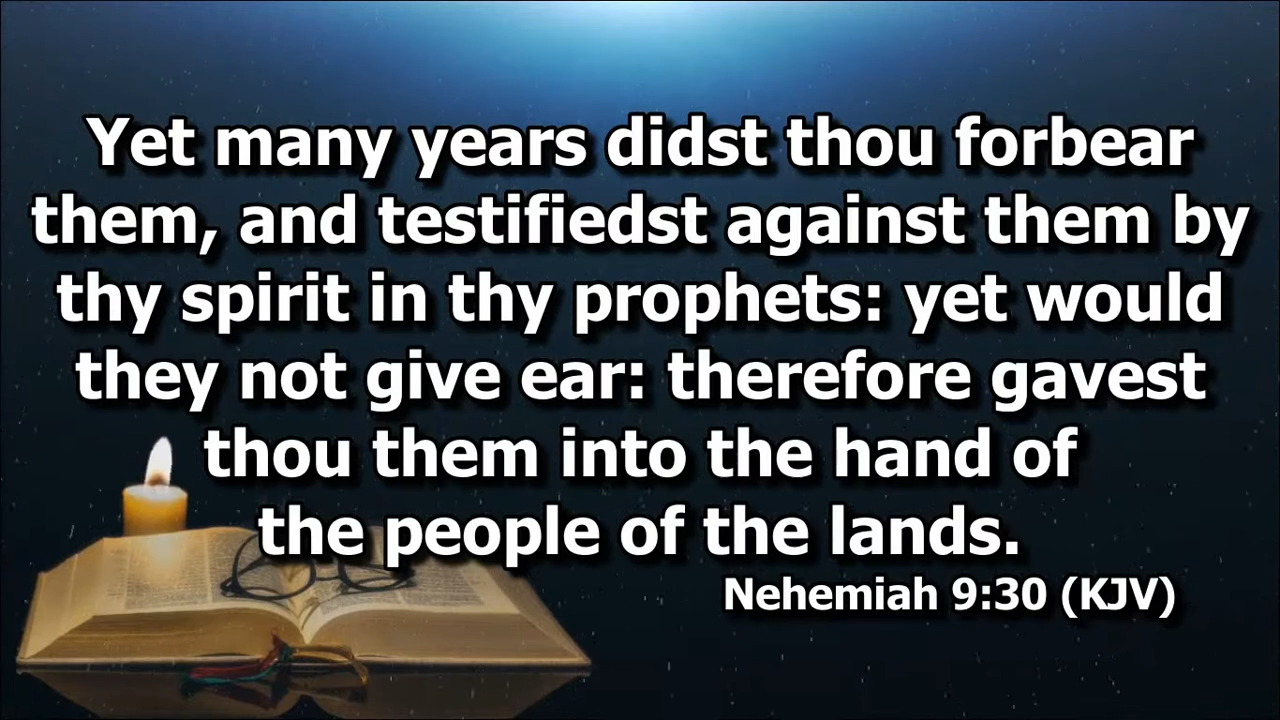 Yet many years didst thou forbear
them, and testifiedst against them by
thy spirit in thy prophets: yet would
they not give ear: therefore gavest
thou them into the hand of
the people of the lands.
Nehemiah 9:30 (KJV)